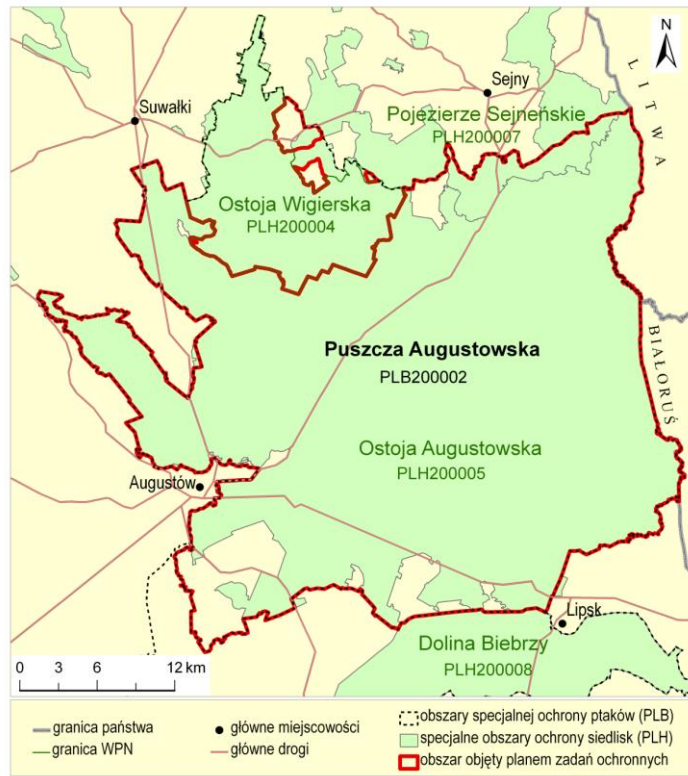 N
LITWA
Sejny
Suwałki
Pojezierze Sejneńskie
PLH200007
Ostoja Wigierska
PLH200004
BIAŁORUŚ
Puszcza Augustowska
PLB200002
Ostoja Augustowska
PLH200005
Augustów
Lipsk
Dolina Biebrzy
PLH200008
0 3 6 12 km
granica państwa
granica WPN
główne miejscowości
główne drogi
obszary specjalnej ochrony ptaków (PLB)
specjalne obszary ochrony siedlisk (PLH)
obszar objęty planem zadań ochronnych